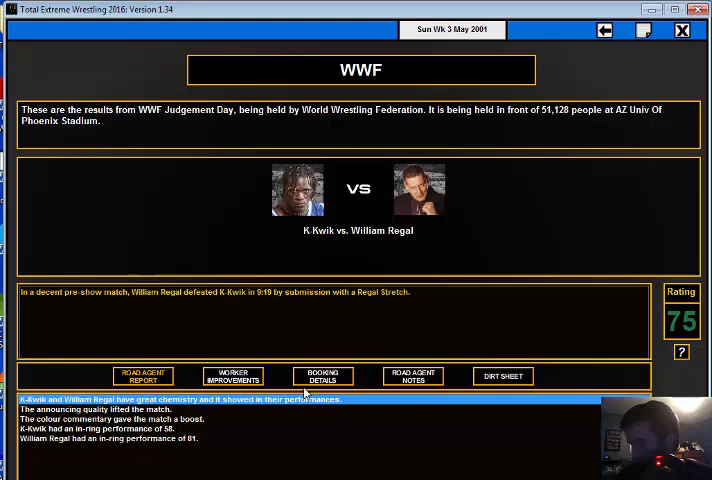 Total Extreme Wrestling 2016: Version 1.34
Sun Wk 3 May 2001
WWF
These are the results from WWF Judgement Day, being held by World Wrestling Federation. It is being held in front of 51,128 people at AZ Univ Of
Phoenix Stadium.
VS
K-Kwik vs. William Regal
In a decent pre-show match, William Regal defeated K-Kwik in 9:19 by submission with a Regal Stretch.
Rating
75
?
ROAD AGENT
REPORT
WORKER
IMPROVEMENTS
BOOKING
DETAILS
ROAD AGENT
NOTES
DIRT SHEET
K-Kwik and William Regal have great chemistry and it showed in their performances.
The announcing quality lifted the match.
The colour commentary gave the match a boost.
K-Kwik had an in-ring performance of 58.
William Regal had an in-ring performance of 81.